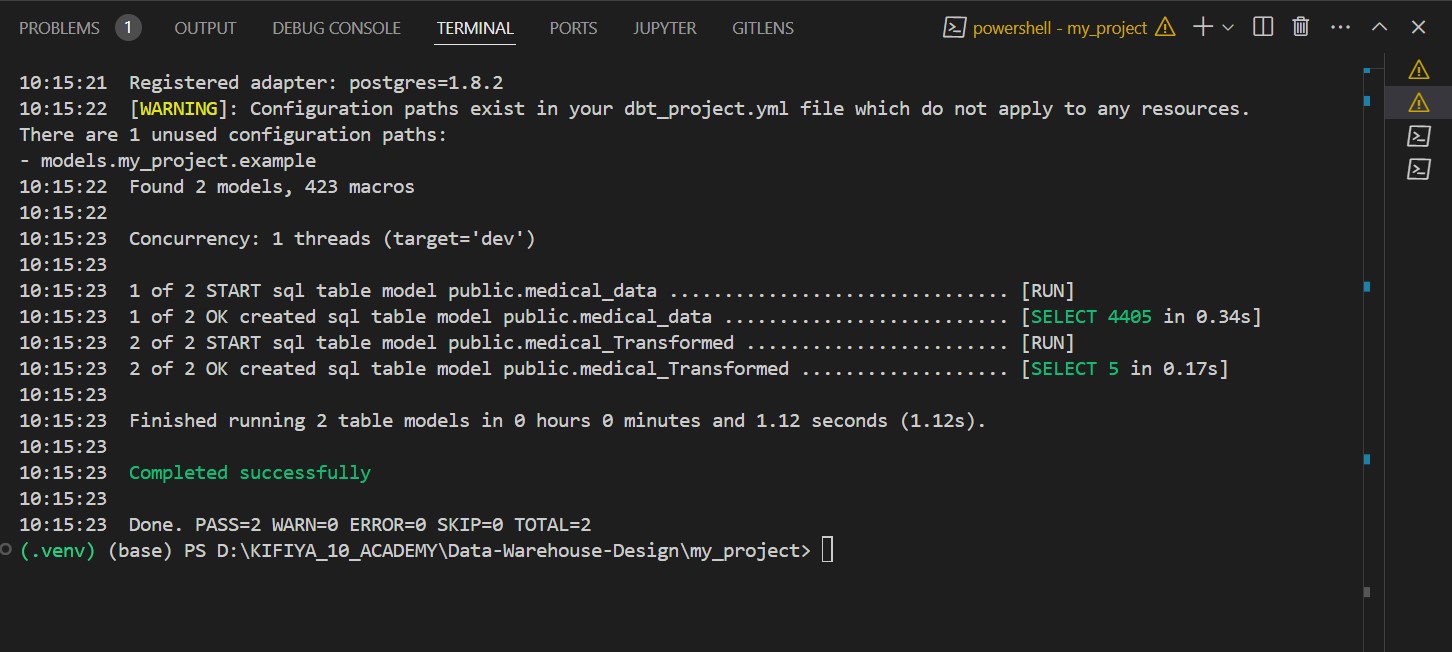 PROBLEMS 1 OUTPUT DEBUG CONSOLE TERMINAL PORTS JUPYTER GITLENS powershell - my_project
10:15:21 Registered adapter: postgres=1.8.2
10:15:22 [WARNING]: Configuration paths exist in your dbt_project.yml file which do not apply to any resources.
There are 1 unused configuration paths:
- models.my_project.example
10:15:22 Found 2 models, 423 macros
10:15:22
10:15:23 Concurrency: 1 threads (target='dev')
10:15:23
10:15:23 1 of 2 START sql table model public.medical_data ............................... [RUN]
10:15:23 1 of 2 OK created sql table model public.medical_data .......................... [SELECT 4405 in 0.34s]
10:15:23 2 of 2 START sql table model public.medical_Transformed ........................ [RUN]
10:15:23 2 of 2 OK created sql table model public.medical_Transformed ................... [SELECT 5 in 0.17s]
10:15:23
10:15:23 Finished running 2 table models in 0 hours 0 minutes and 1.12 seconds (1.12s).
10:15:23
10:15:23 Completed successfully
10:15:23
10:15:23 Done. PASS=2 WARN=0 ERROR=0 SKIP=0 TOTAL=2
(.venv) (base) PS D:\KIFIYA_10_ACADEMY\Data-Warehouse-Design\my_project>